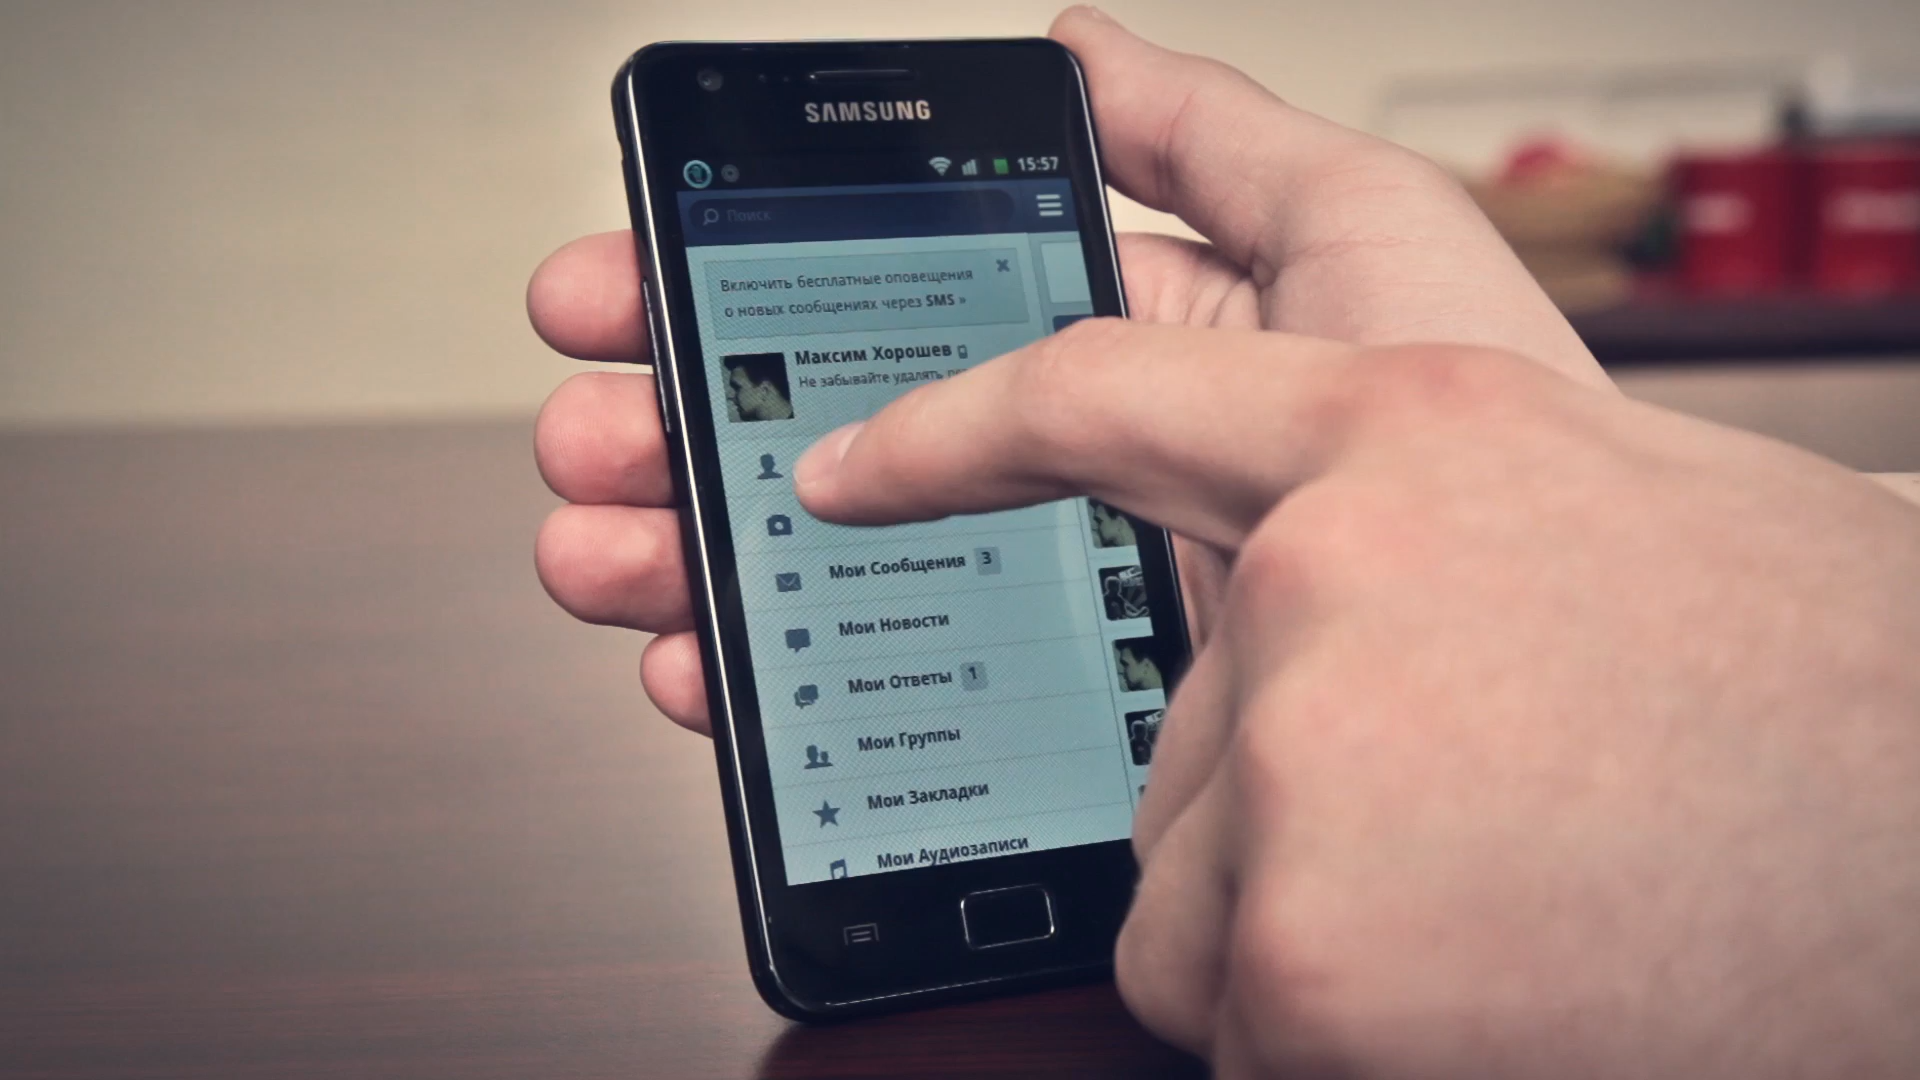 SAMSUNG
15:57
Поиск
Включить бесплатные оповещения
о новых сообщениях через SMS »
Максим Хорошев
Не забывайте удалять
Мои Сообщения 3
Мои Новости
Мои Ответы 1
Мои Группы
Мои Закладки
Мои Аудиозаписи